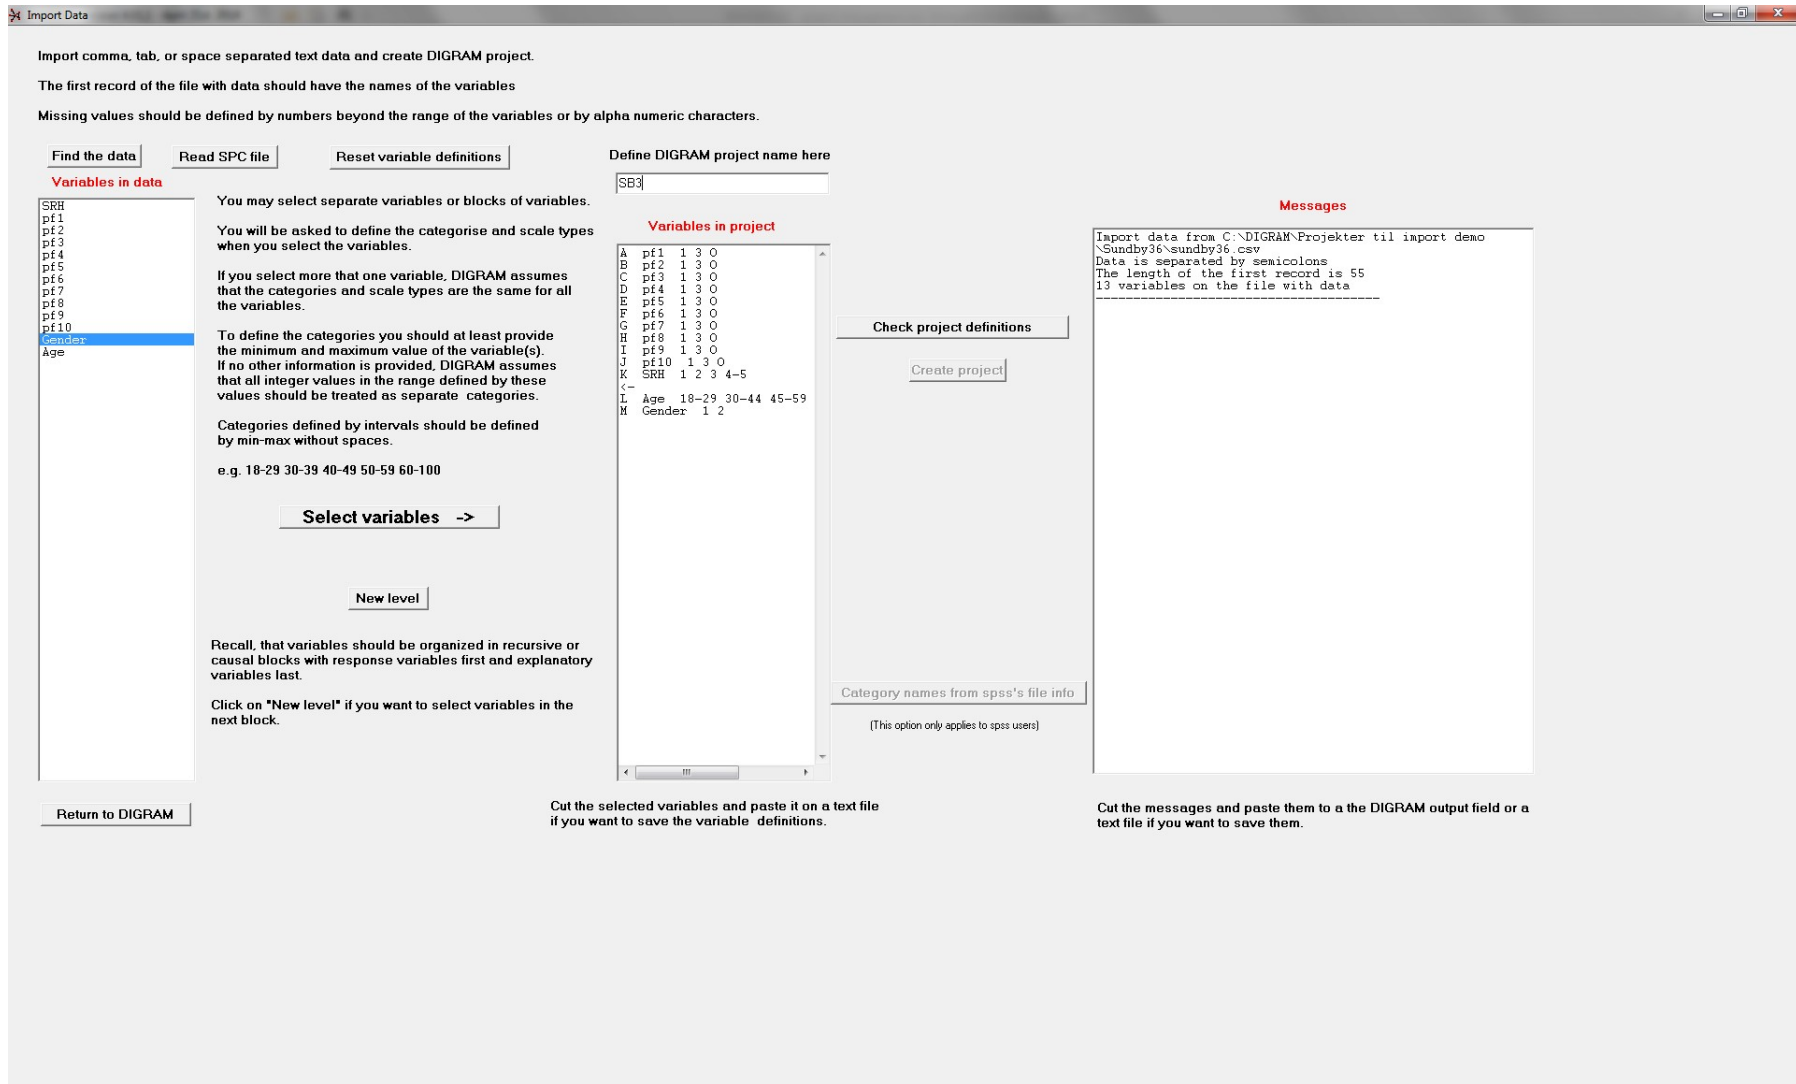 Import Data
Import comma, tab, or space separated text data and create DIGRAM project.
The first record of the file with data should have the names of the variables
Missing values should be defined by numbers beyond the range of the variables or by alpha numeric characters.
Find the data
Read SPC file
Reset variable definitions
Define DIGRAM project name here
SB3
Variables in data
SRH
pf1
pf2
pf3
pf4
pf5
pf6
pf7
pf8
pf9
pf10
Gender
Age
You may select separate variables or blocks of variables.
You will be asked to define the categorise and scale types
when you select the variables.
If you select more that one variable, DIGRAM assumes
that the categories and scale types are the same for all
the variables.
To define the categories you should at least provide
the minimum and maximum value of the variable(s).
If no other information is provided, DIGRAM assumes
that all integer values in the range defined by these
values should be treated as separate categories.
Categories defined by intervals should be defined
by min-max without spaces.
e.g. 18-29 30-39 40-49 50-59 60-100
Select variables ->
New level
Recall, that variables should be organized in recursive or
causal blocks with response variables first and explanatory
variables last.
Click on "New level" if you want to select variables in the
next block.
Variables in project
A pf1 1 3 O
B pf2 1 3 O
C pf3 1 3 O
D pf4 1 3 O
E pf5 1 3 O
F pf6 1 3 O
G pf7 1 3 O
H pf8 1 3 O
I pf9 1 3 O
J pf10 1 3 O
K SRH 1 2 3 4-5
<-
L Age 18-29 30-44 45-59
M Gender 1 2
Check project definitions
Create project
Category names from spss's file info
(This option only applies to spss users)
Messages
Import data from C:\DIGRAM\Projekter til import demo
\Sundby36\sundby36.csv
Data is separated by semicolons
The length of the first record is 55
13 variables on the file with data
--------------------------------------
Return to DIGRAM
Cut the selected variables and paste it on a text file
if you want to save the variable definitions.
Cut the messages and paste them to a the DIGRAM output field or a
text file if you want to save them.